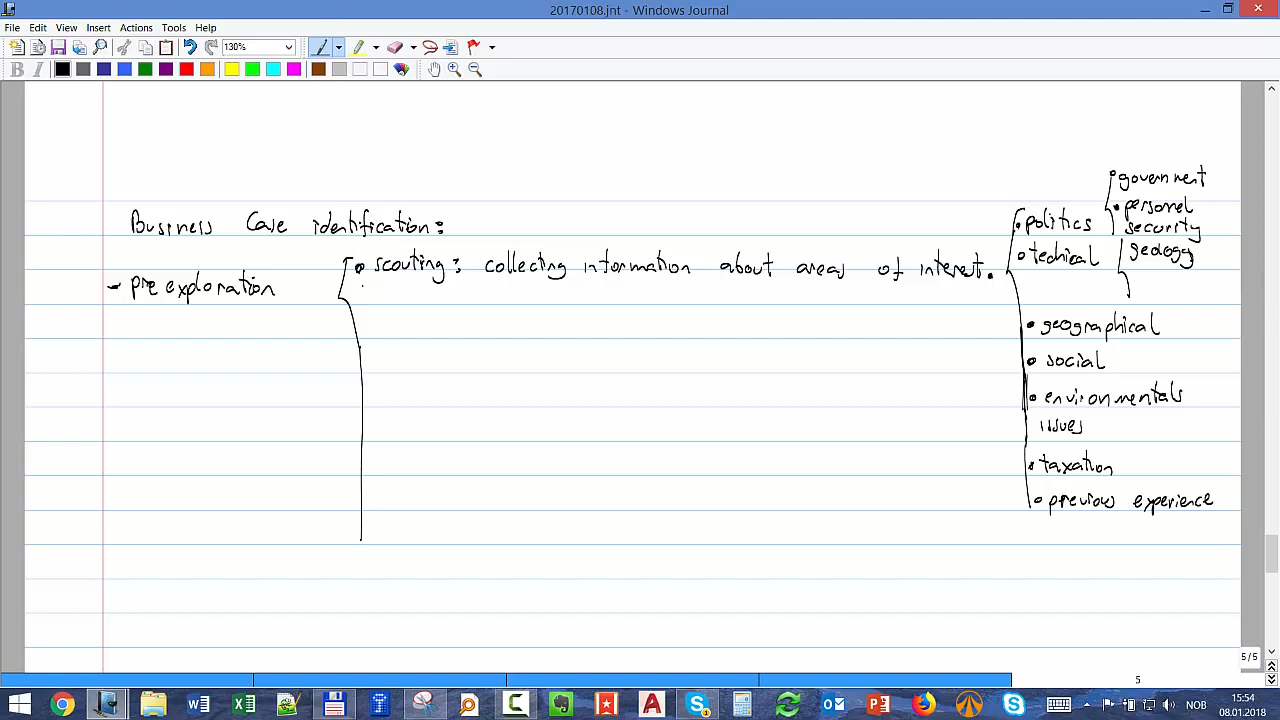 20170108.jnt - Windows Journal
File Edit View Insert Actions Tools Help
130%
B I
government
• personel
security
• politics
Business Case identification:
• techical
geology
• scouting: collecting information about areas of interest.
- pre exploration
• geographical
• social
• environmentals
issues
• taxation
• previous experience
5/5
5
15:54
NOB
08.01.2018